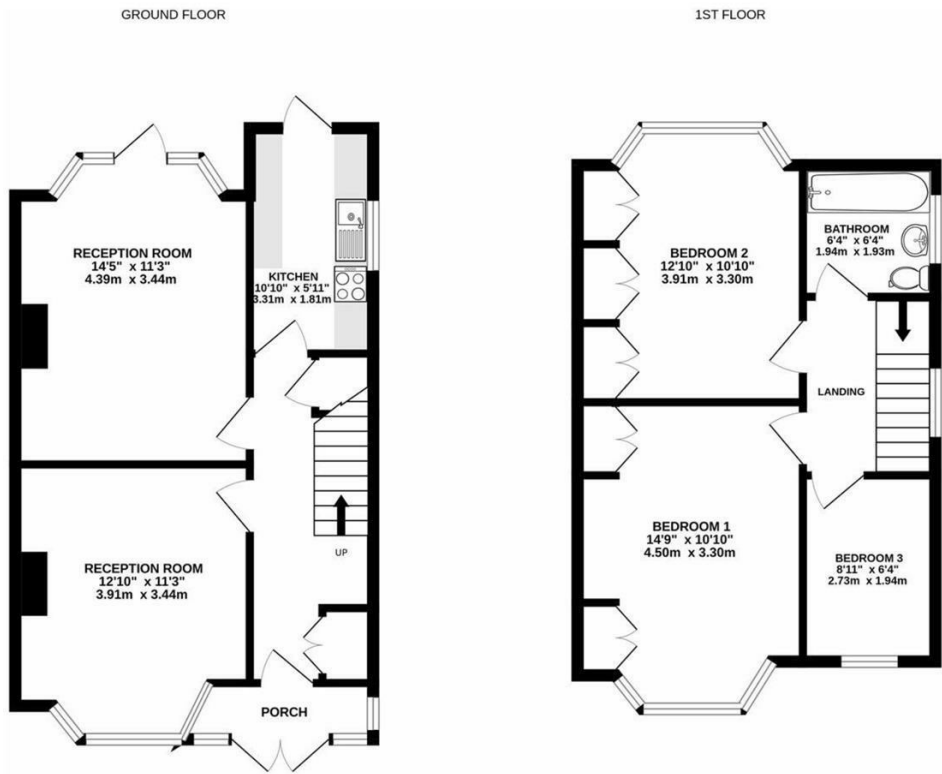 GROUND FLOOR
RECEPTION ROOM
14'5" x 11'3"
4.39m x 3.44m
KITCHEN
10'10" x 5'11"
3.31m x 1.81m
UP
RECEPTION ROOM
12'10" x 11'3"
3.91m x 3.44m
PORCH
1ST FLOOR
BEDROOM 2
12'10" x 10'10"
3.91m x 3.30m
BATHROOM
6'4" x 6'4"
1.94m x 1.93m
LANDING
BEDROOM 1
14'9" x 10'10"
4.50m x 3.30m
BEDROOM 3
8'11" x 6'4"
2.73m x 1.94m